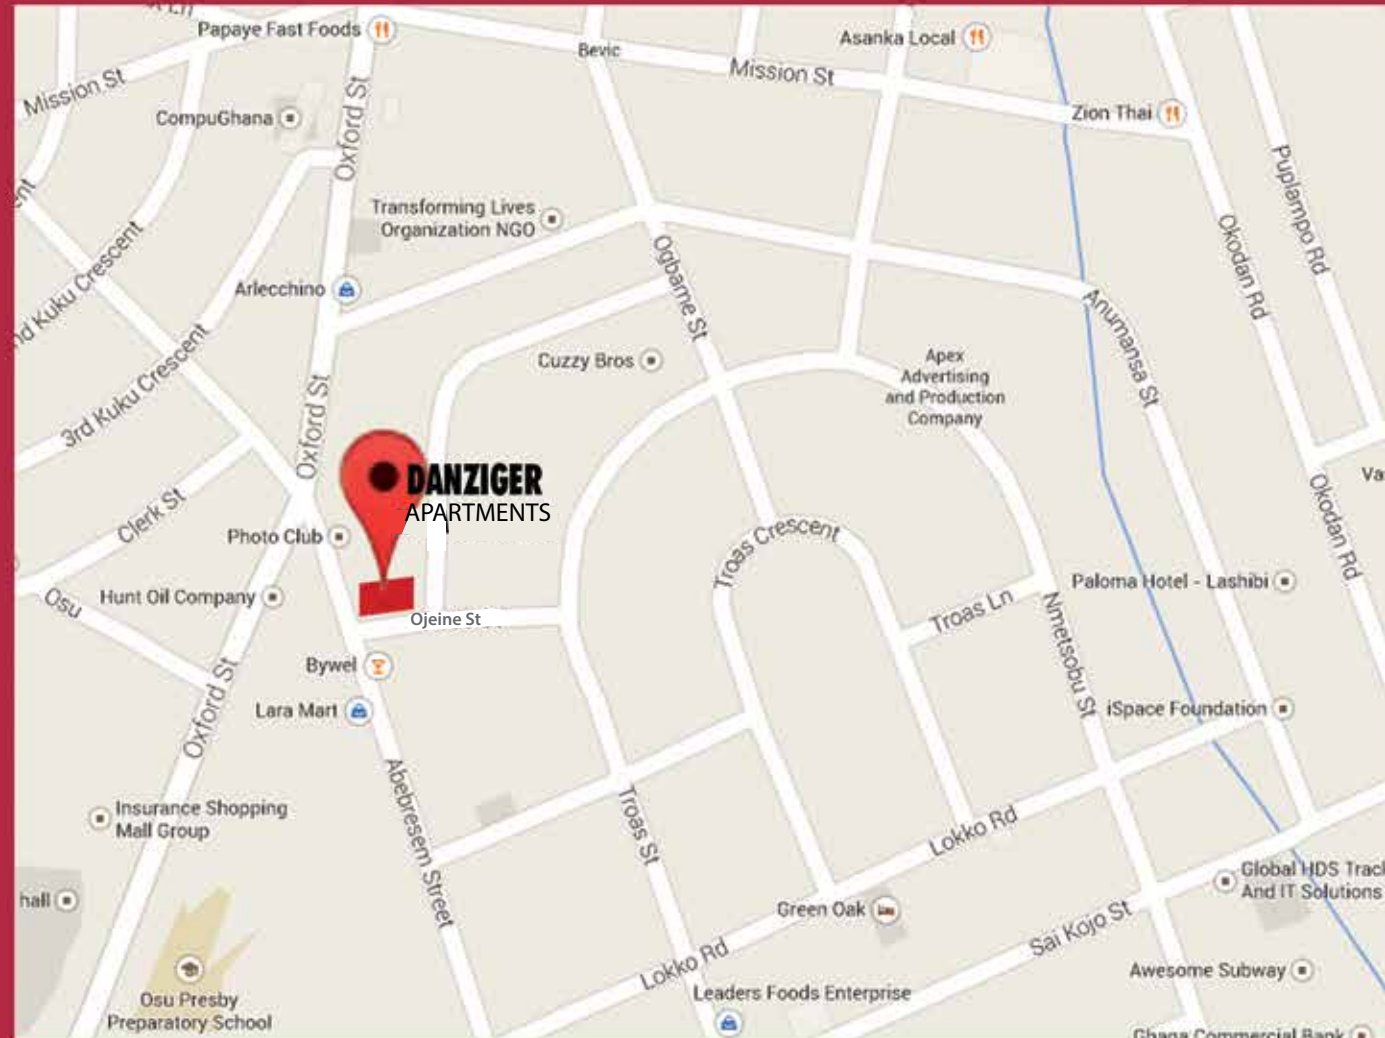 Papaye Fast Foods
Bevic
Asanka Local
Mission St
Mission St
Zion Thai
CompuGhana
Oxford St
Puplampo Rd
Transforming Lives
Organization NGO
Okodan Rd
Kuku Crescent
Ogbame St
Arlecchino
Anumansa St
3rd Kuku Crescent
Cuzzy Bros
Apex
Advertising
and Production
Company
Oxford St
DANZIGER
APARTMENTS
Clerk St
Photo Club
Troas Crescent
Okodan Rd
Osu
Hunt Oil Company
Paloma Hotel - Lashibi
Ojeine St
Troas Ln
Nmetsobu St
Bywel
Oxford St
Lara Mart
iSpace Foundation
Abebresem Street
Insurance Shopping
Mall Group
Troas St
Lokko Rd
Global HDS Track
And IT Solutions
hall
Green Oak
Sai Kojo St
Lokko Rd
Awesome Subway
Osu Presby
Preparatory School
Leaders Foods Enterprise
Ghana Commercial Bank